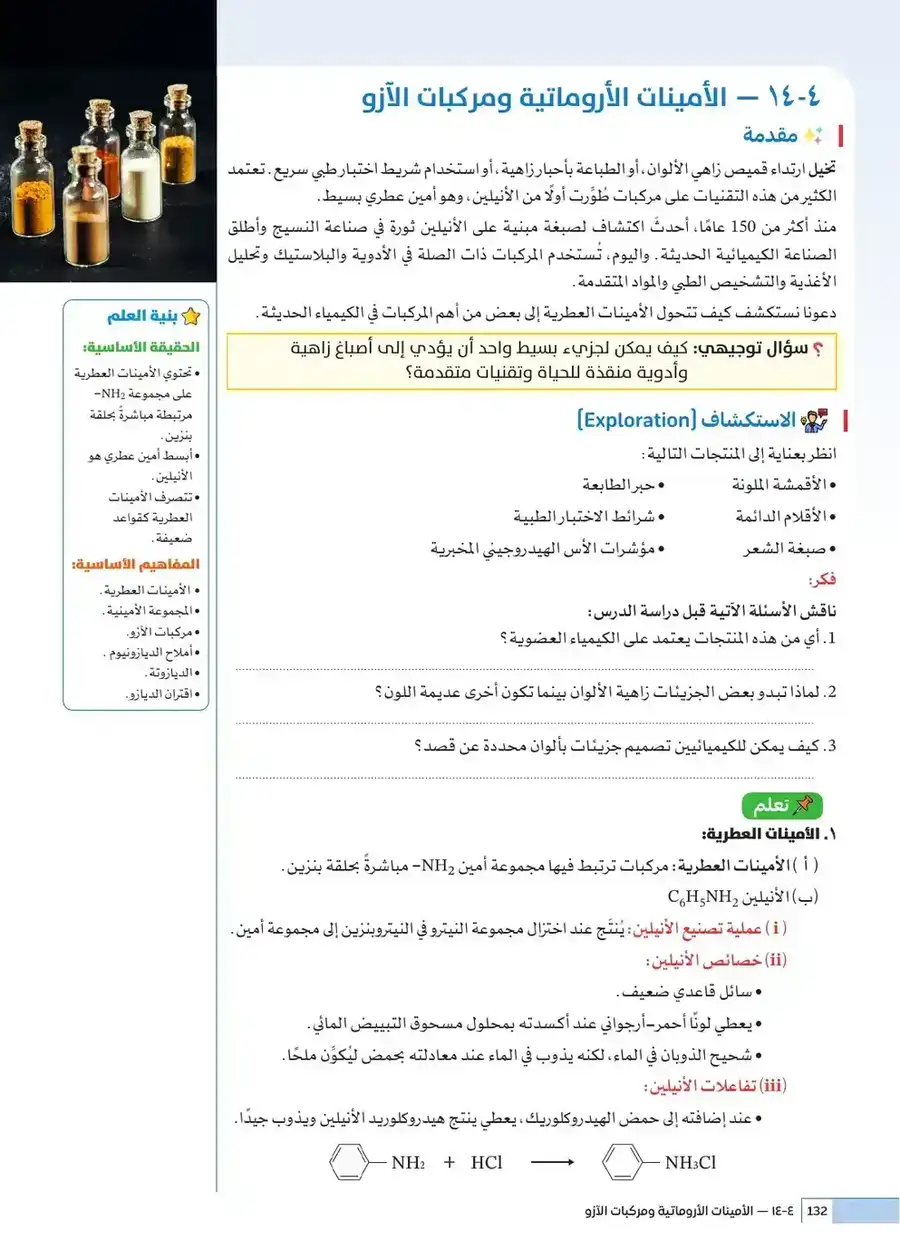 ٤-١٤ — الأمينات الأروماتية ومركبات الآزو
مقدمة
تخيل ارتداء قميص زاهي الألوان، أو الطباعة بأحبار زاهية، أو استخدام شريط اختبار طبي سريع. تعتمد
الكثير من هذه التقنيات على مركبات طُوِّرت أولًا من الأنيلين، وهو أمين عطري بسيط.
منذ أكثر من 150 عامًا، أحدثَ اكتشاف لصبغة مبنية على الأنيلين ثورة في صناعة النسيج وأطلق
الصناعة الكيميائية الحديثة. واليوم، تُستخدم المركبات ذات الصلة في الأدوية والبلاستيك وتحليل
الأغذية والتشخيص الطبي والمواد المتقدمة.
دعونا نستكشف كيف تتحول الأمينات العطرية إلى بعض من أهم المركبات في الكيمياء الحديثة.
؟ سؤال توجيهي: كيف يمكن لجزيء بسيط واحد أن يؤدي إلى أصباغ زاهية
وأدوية منقذة للحياة وتقنيات متقدمة؟
الاستكشاف (Exploration)
انظر بعناية إلى المنتجات التالية:
• الأقمشة الملونة • حبر الطابعة
• الأقلام الدائمة • شرائط الاختبار الطبية
• صبغة الشعر • مؤشرات الأس الهيدروجيني المخبرية
فكر:
ناقش الأسئلة الآتية قبل دراسة الدرس:
1. أي من هذه المنتجات يعتمد على الكيمياء العضوية؟
2. لماذا تبدو بعض الجزيئات زاهية الألوان بينما تكون أخرى عديمة اللون؟
3. كيف يمكن للكيميائيين تصميم جزيئات بألوان محددة عن قصد؟
تعلم
١. الأمينات العطرية:
( أ ) الأمينات العطرية: مركبات ترتبط فيها مجموعة أمين NH₂– مباشرةً بحلقة بنزين.
(ب) الأنيلين C₆H₅NH₂
(i) عملية تصنيع الأنيلين: يُنتَج عند اختزال مجموعة النيترو في النيتروبنزين إلى مجموعة أمين.
(ii) خصائص الأنيلين:
• سائل قاعدي ضعيف.
• يعطي لونًا أحمر–أرجواني عند أكسدته بمحلول مسحوق التبييض المائي.
• شحيح الذوبان في الماء، لكنه يذوب في الماء عند معادلته بحمض ليُكوِّن ملحًا.
(iii) تفاعلات الأنيلين:
• عند إضافته إلى حمض الهيدروكلوريك، يعطي ينتج هيدروكلوريد الأنيلين ويذوب جيدًا.
NH₂ + HCl → NH₃Cl
بنية العلم
الحقيقة الأساسية:
• تحتوي الأمينات العطرية
على مجموعة NH₂–
مرتبطة مباشرةً بحلقة
بنزين.
• أبسط أمين عطري هو
الأنيلين.
• تتصرف الأمينات
العطرية كقواعد
ضعيفة.
المفاهيم الأساسية:
• الأمينات العطرية.
• المجموعة الأمينية.
• مركبات الآزو.
• أملاح الديازونيوم .
• الديازوتة.
• اقتران الديازو.
132 ٤-١٤ — الأمينات الأروماتية ومركبات الآزو